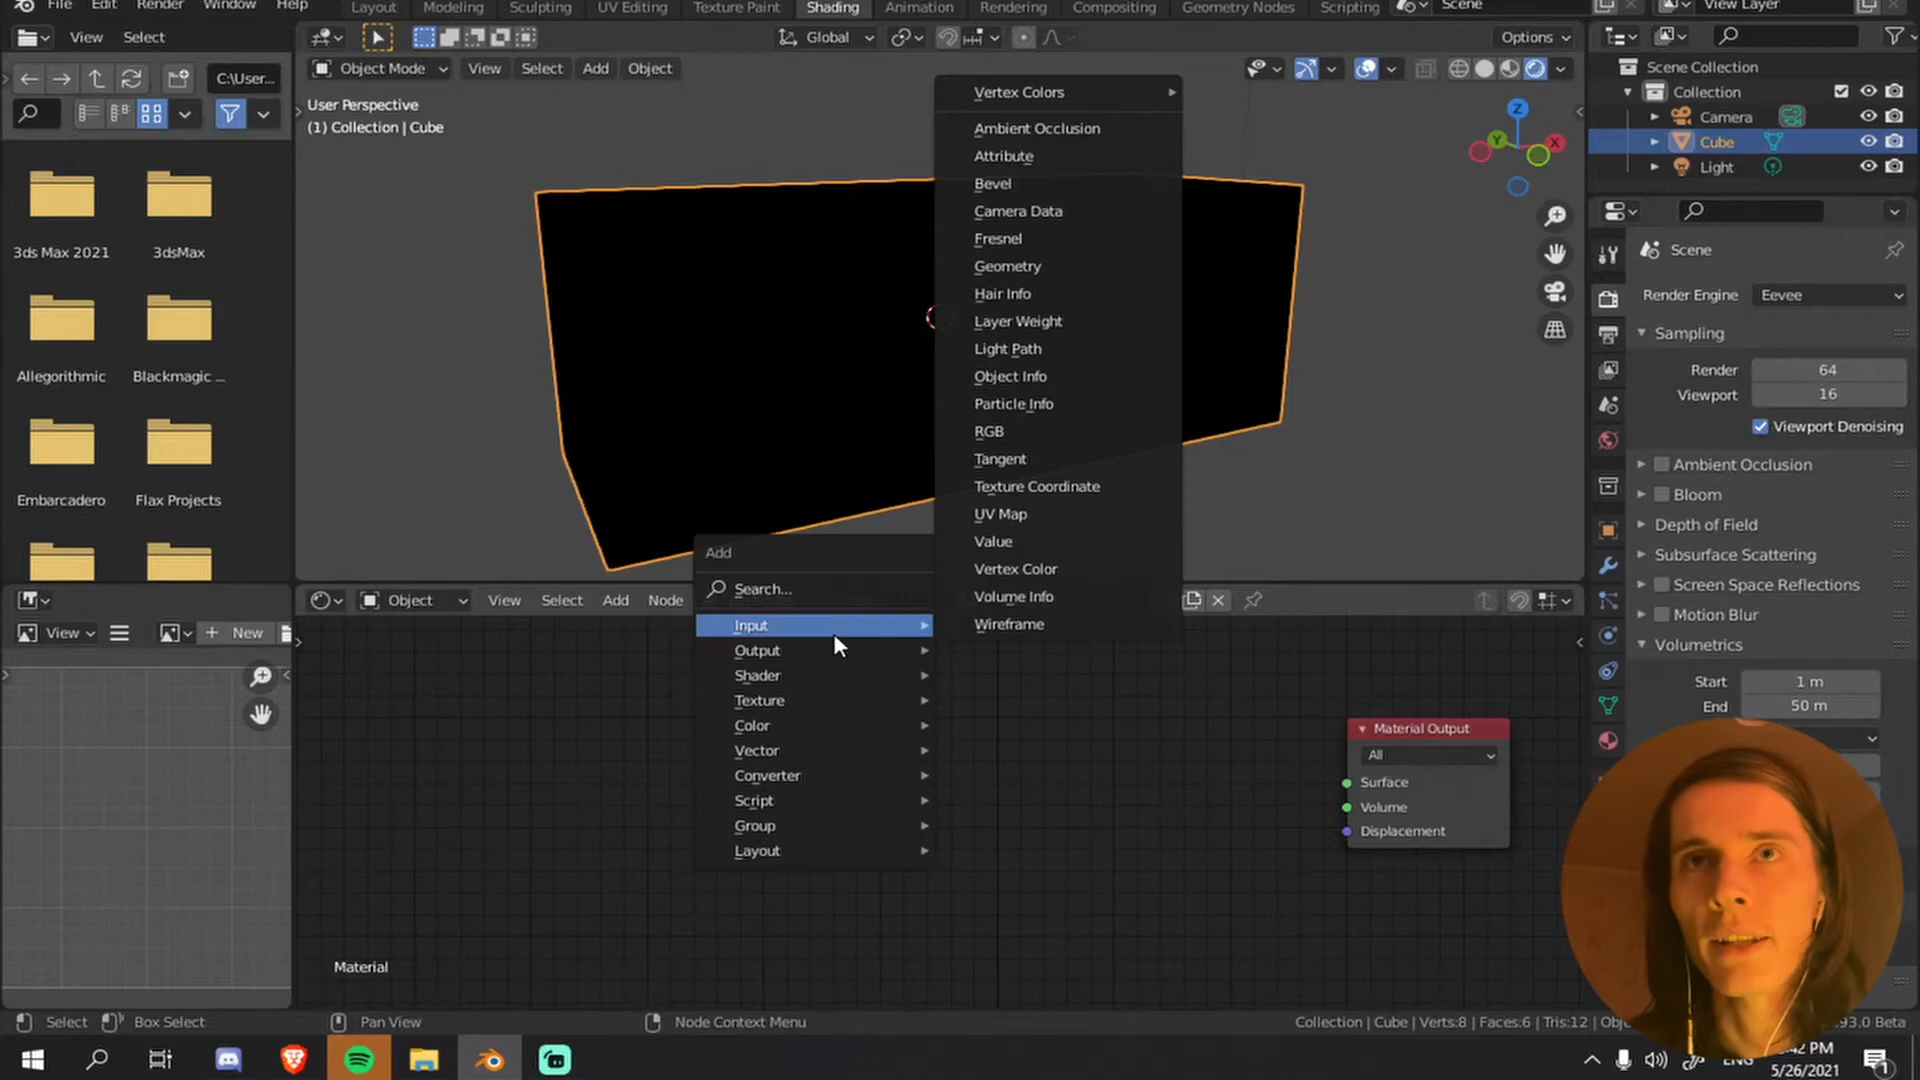 File Edit Render Window Help
Layout Modeling Sculpting UV Editing Texture Paint Shading Animation Rendering Compositing Geometry Nodes Scripting
Scene
View Layer
View Select
Global
Options
C:\User...
Object Mode View Select Add Object
User Perspective
(1) Collection | Cube
Z
Y
X
3ds Max 2021
3dsMax
Allegorithmic
Blackmagic ...
Embarcadero
Flax Projects
Vertex Colors
Ambient Occlusion
Attribute
Bevel
Camera Data
Fresnel
Geometry
Hair Info
Layer Weight
Light Path
Object Info
Particle Info
RGB
Tangent
Texture Coordinate
UV Map
Value
Vertex Color
Volume Info
Wireframe
Add
Search...
Input
Output
Shader
Texture
Color
Vector
Converter
Script
Group
Layout
Scene Collection
Collection
Camera
Cube
Light
Scene
Render Engine Eevee
Sampling
Render 64
Viewport 16
Viewport Denoising
Ambient Occlusion
Bloom
Depth of Field
Subsurface Scattering
Screen Space Reflections
Motion Blur
Volumetrics
Start 1 m
End 50 m
View
New
Object View Select Add Node
Material Output
All
Surface
Volume
Displacement
Material
Select
Box Select
Pan View
Node Context Menu
Collection | Cube | Verts:8 | Faces:6 | Tris:12 | Obj
93.0 Beta
:42 PM
ENG
5/26/2021
1